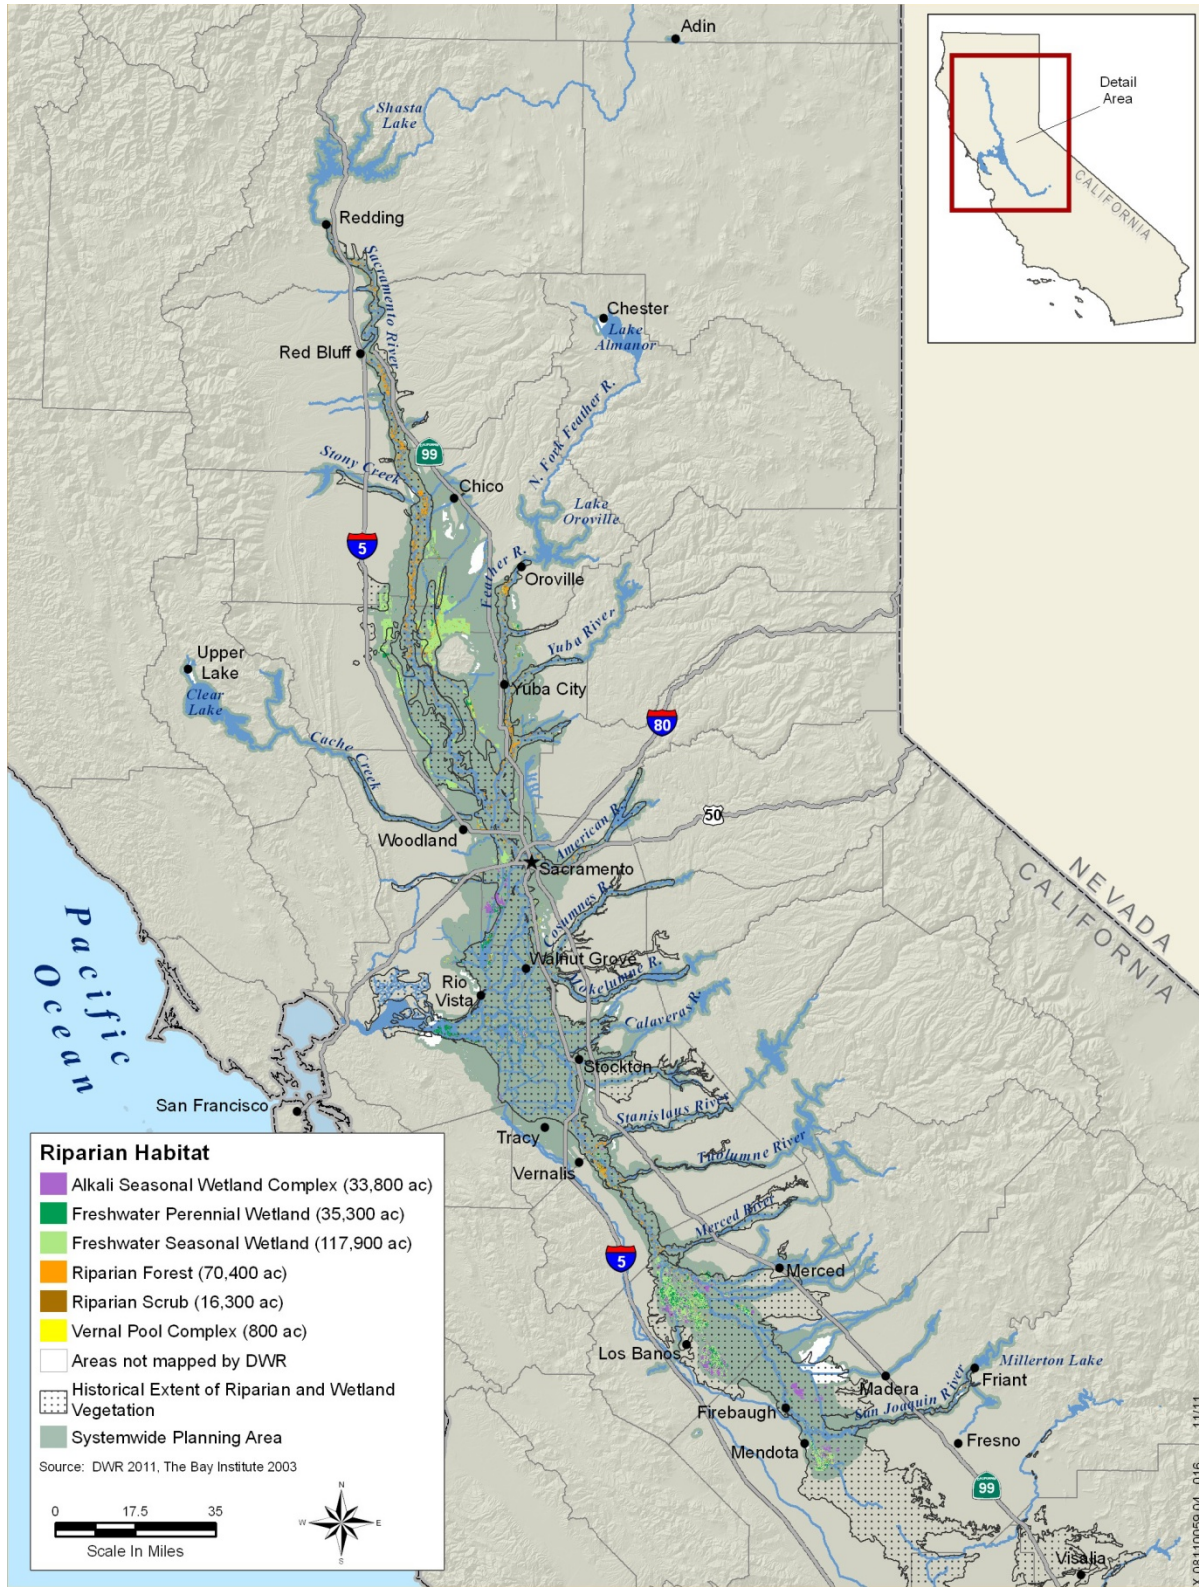 Adin
Shasta
Lake
Detail
Area
CALIFORNIA
Redding
Sacramento River
Chester
Lake
Almanor
Red Bluff
N. Fork Feather R.
99
Stony Creek
Chico
Lake
Oroville
5
Feather R.
Oroville
Yuba River
Upper
Lake
Clear
Lake
Yuba City
80
Cache Creek
50
American R.
Woodland
Sacramento
NEVADA
CALIFORNIA
Pacific
Ocean
Cosumnes R.
Walnut Grove
Mokelumne R.
Rio
Vista
Calaveras R.
Stockton
San Francisco
Stanislaus River
Tracy
Tuolumne River
Vernalis
Merced River
5
Merced
Los Banos
Millerton Lake
Friant
Madera
San Joaquin River
Firebaugh
Mendota
Fresno
99
Visalia
Riparian Habitat
Alkali Seasonal Wetland Complex (33,800 ac)
Freshwater Perennial Wetland (35,300 ac)
Freshwater Seasonal Wetland (117,900 ac)
Riparian Forest (70,400 ac)
Riparian Scrub (16,300 ac)
Vernal Pool Complex (800 ac)
Areas not mapped by DWR
Historical Extent of Riparian and Wetland
Vegetation
Systemwide Planning Area
Source: DWR 2011, The Bay Institute 2003
0 17.5 35
Scale In Miles
N
W E
S